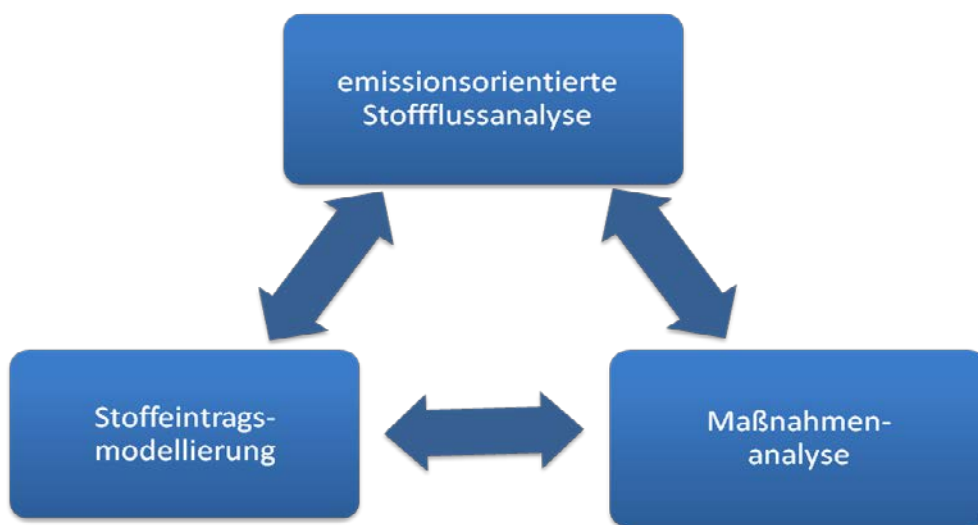 emissionsorientierte
Stoffflussanalyse
Stoffeintrags-
modellierung
Maßnahmen-
analyse